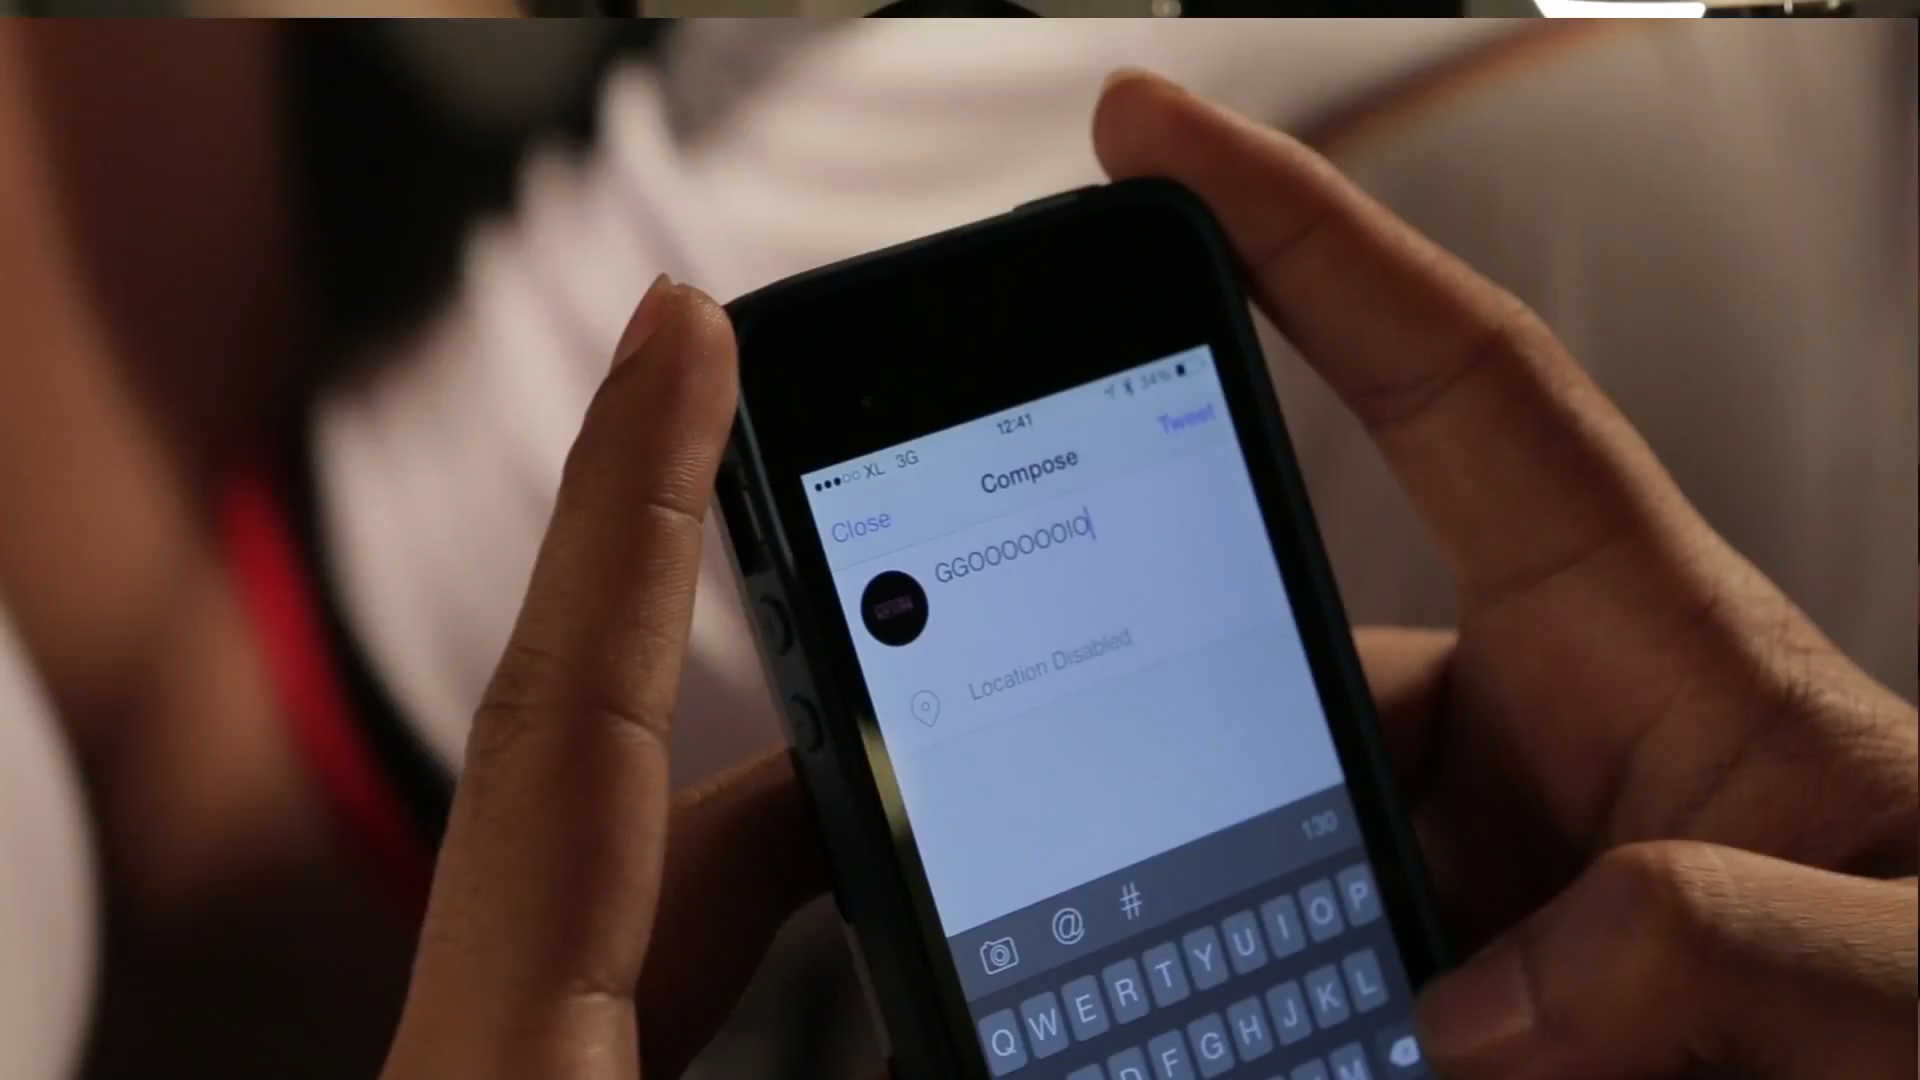 XL 3G 12:41 34%
Close Compose Tweet
GGOOOOOOIO
Location Disabled
130
@ #
Q W E R T Y U I O P
D F G H J K L
M